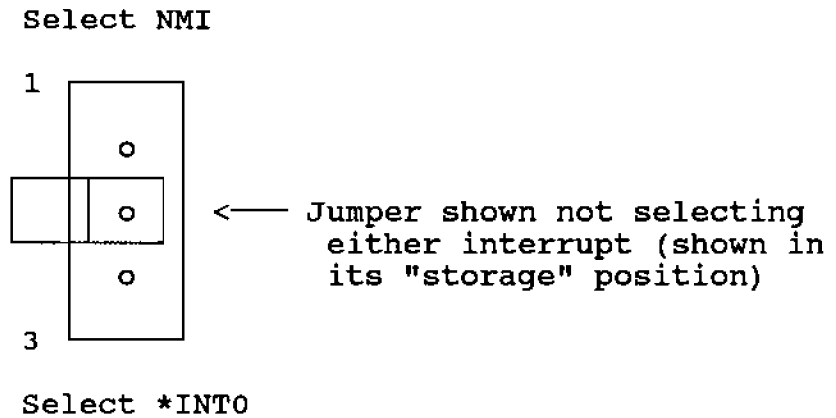 Select NMI
1
<—— Jumper shown not selecting
either interrupt (shown in
its "storage" position)
3
Select *INT0